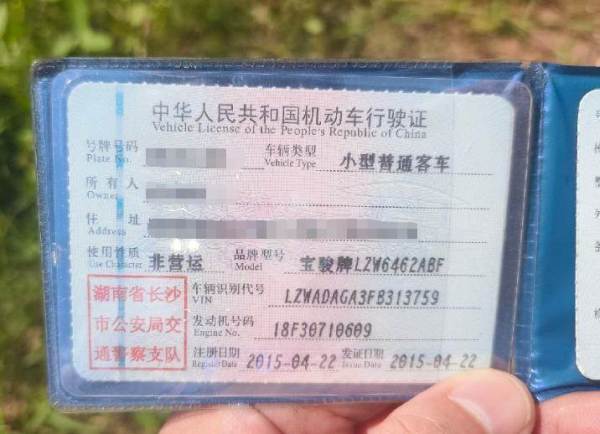 中华人民共和国机动车行驶证
Vehicle License of the People's Republic of China
号牌号码 车辆类型 小型普通客车
Plate No. Vehicle Type
所有人
Owner
住址
Address
使用性质 非营运 品牌型号 宝骏牌LZW6462ABF
Use Character Model
湖南省长沙
市公安局交
通警察支队
车辆识别代号 LZWADAGA3FB313759
VIN
发动机号码 18F30710609
Engine No.
注册日期 2015-04-22 发证日期 2015-04-22
Register Date Issue Date